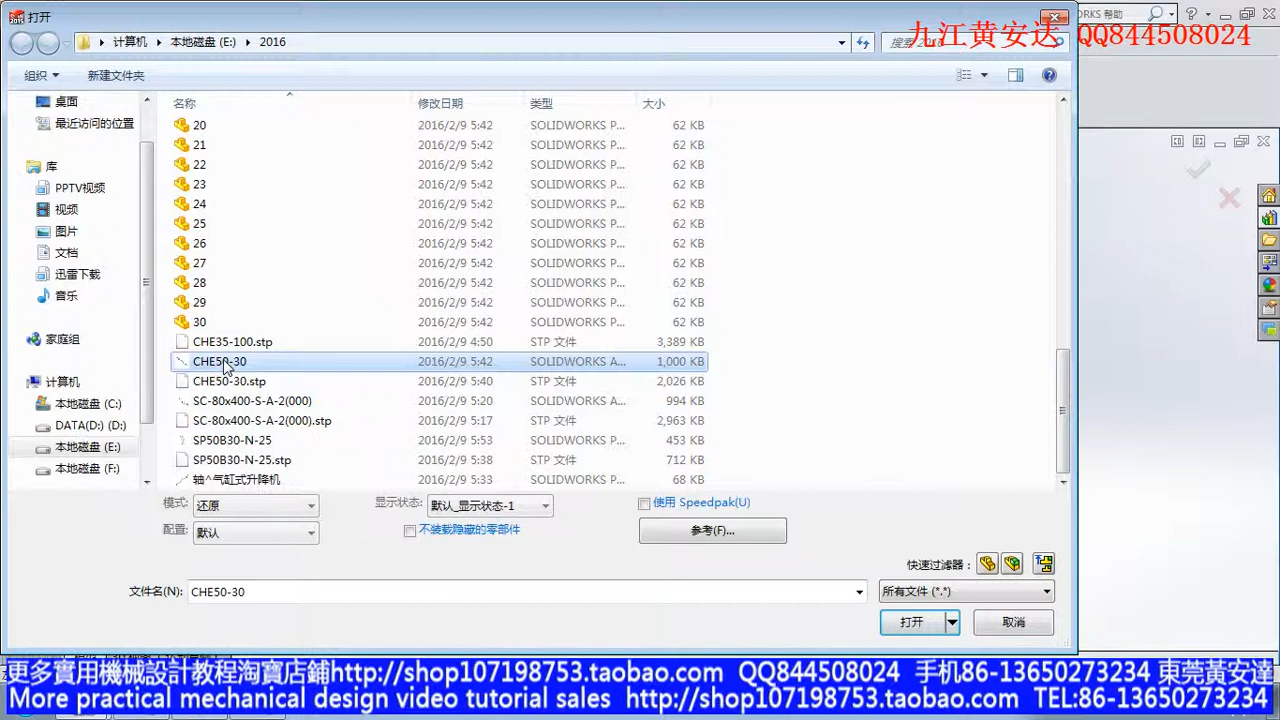 打开
RKS 帮助
九江黄安达 QQ844508024
计算机 本地磁盘 (E:) 2016
组织 新建文件夹
名称 修改日期 类型 大小
桌面
最近访问的位置
库
PPTV视频
视频
图片
文档
迅雷下载
音乐
家庭组
计算机
本地磁盘 (C:)
DATA(D:) (D:)
本地磁盘 (E:)
本地磁盘 (F:)
20 2016/2/9 5:42 SOLIDWORKS P... 62 KB
21 2016/2/9 5:42 SOLIDWORKS P... 62 KB
22 2016/2/9 5:42 SOLIDWORKS P... 62 KB
23 2016/2/9 5:42 SOLIDWORKS P... 62 KB
24 2016/2/9 5:42 SOLIDWORKS P... 62 KB
25 2016/2/9 5:42 SOLIDWORKS P... 62 KB
26 2016/2/9 5:42 SOLIDWORKS P... 62 KB
27 2016/2/9 5:42 SOLIDWORKS P... 62 KB
28 2016/2/9 5:42 SOLIDWORKS P... 62 KB
29 2016/2/9 5:42 SOLIDWORKS P... 62 KB
30 2016/2/9 5:42 SOLIDWORKS P... 62 KB
CHE35-100.stp 2016/2/9 4:50 STP 文件 3,389 KB
CHE50-30 2016/2/9 5:42 SOLIDWORKS A... 1,000 KB
CHE50-30.stp 2016/2/9 5:40 STP 文件 2,026 KB
SC-80x400-S-A-2(000) 2016/2/9 5:20 SOLIDWORKS A... 994 KB
SC-80x400-S-A-2(000).stp 2016/2/9 5:17 STP 文件 2,963 KB
SP50B30-N-25 2016/2/9 5:53 SOLIDWORKS A... 453 KB
SP50B30-N-25.stp 2016/2/9 5:38 STP 文件 712 KB
轴^气缸式升降机 2016/2/9 5:33 SOLIDWORKS P... 68 KB
模式: 还原 显示状态: 默认_显示状态-1 使用 Speedpak(U)
配置: 默认 不装载隐藏的零部件 参考(F)...
快速过滤器：
文件名(N): CHE50-30 所有文件 (*.*)
打开 取消
更多實用機械設計教程淘寶店鋪http://shop107198753.taobao.com QQ844508024 手机86-13650273234 東莞黃安達
More practical mechanical design video tutorial sales http://shop107198753.taobao.com TEL:86-13650273234